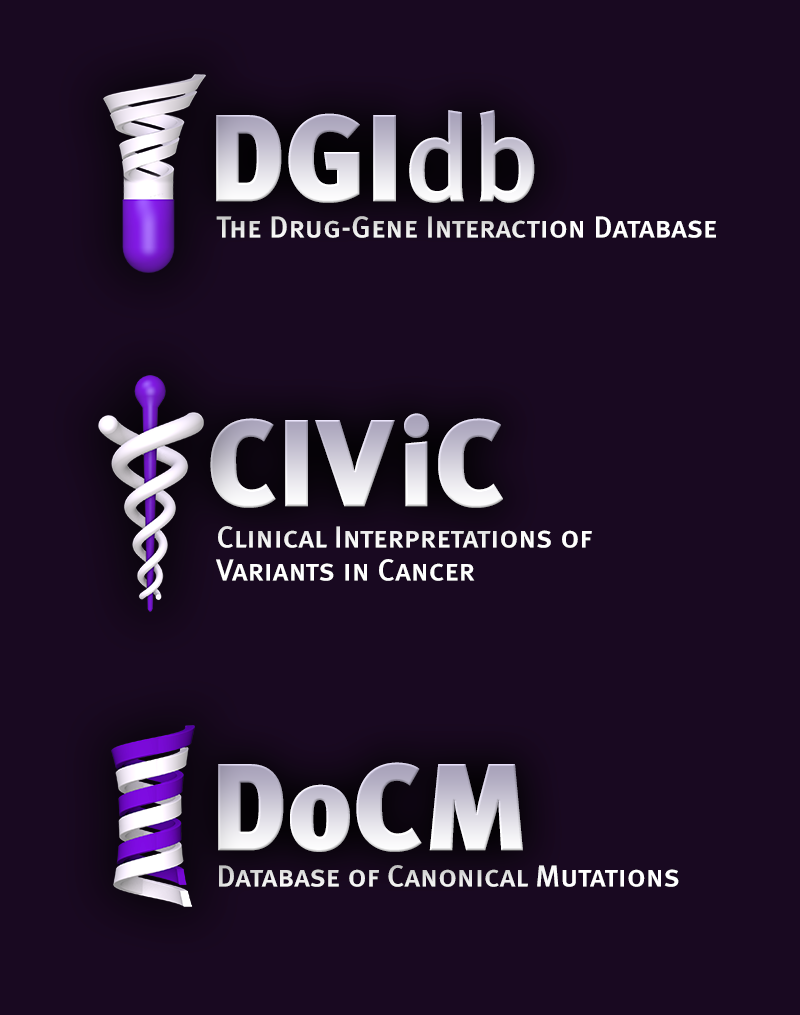 DGIdb
The Drug-Gene Interaction Database
CIViC
Clinical Interpretations of
Variants in Cancer
DoCM
Database of Canonical Mutations